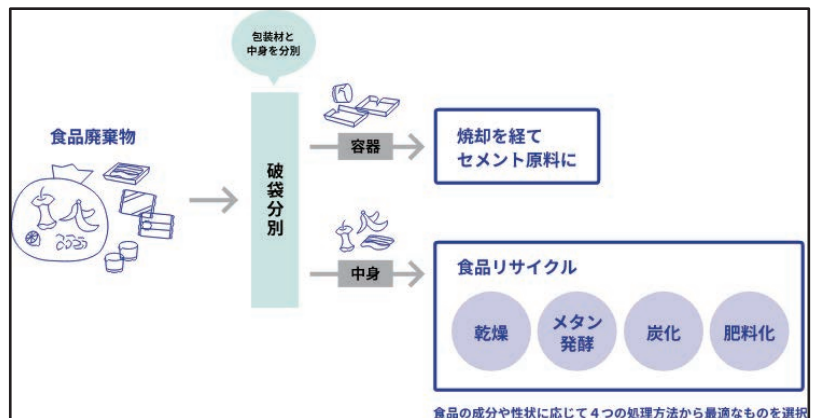 包装材と
中身を分別
食品廃棄物
破袋分別
容器
焼却を経て
セメント原料に
中身
食品リサイクル
乾燥
メタン
発酵
炭化
肥料化
食品の成分や性状に応じて4つの処理方法から最適なものを選択